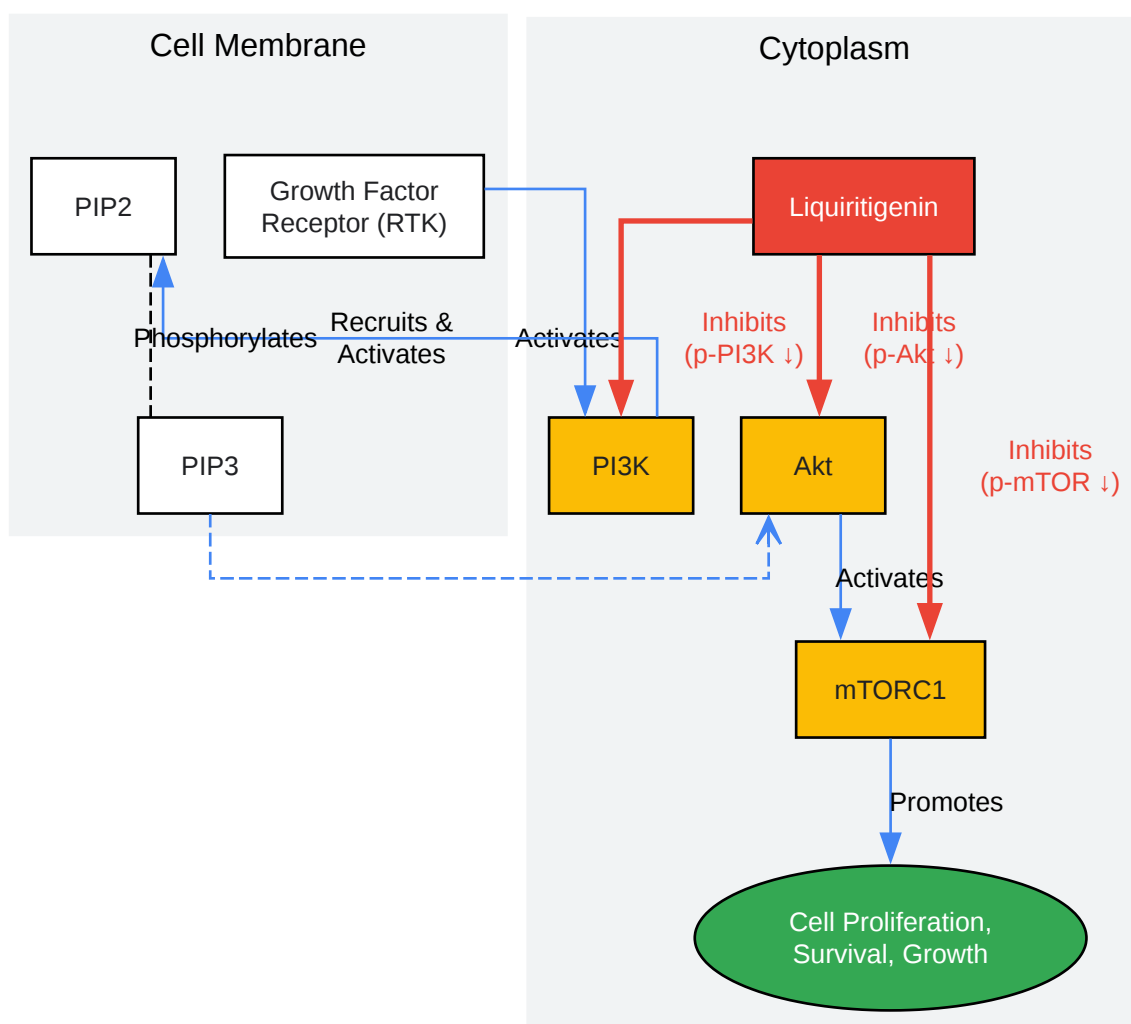 Cell Membrane
Cytoplasm
PIP2
Growth Factor
Receptor (RTK)
Liquiritigenin
Phosphorylates
Recruits &
Activates
Activates
Inhibits
(p-PI3K ↓)
Inhibits
(p-Akt ↓)
PIP3
PI3K
Akt
Inhibits
(p-mTOR ↓)
Activates
mTORC1
Promotes
Cell Proliferation,
Survival, Growth